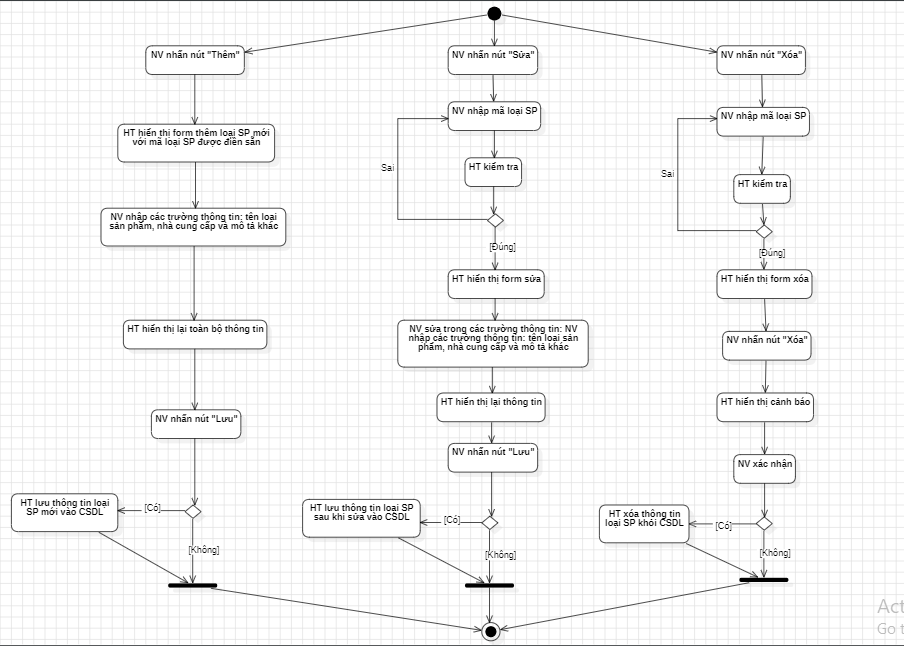 NV nhấn nút "Thêm"
HT hiển thị form thêm loại SP mới
với mã loại SP được điền sẵn
NV nhập các trường thông tin: tên loại
sản phẩm, nhà cung cấp và mô tả khác
HT hiển thị lại toàn bộ thông tin
NV nhấn nút "Lưu"
[Có]
HT lưu thông tin loại
SP mới vào CSDL
[Không]
NV nhấn nút "Sửa"
NV nhập mã loại SP
Sai
HT kiểm tra
[Đúng]
HT hiển thị form sửa
NV sửa trong các trường thông tin: NV
nhập các trường thông tin: tên loại sản
phẩm, nhà cung cấp và mô tả khác
HT hiển thị lại thông tin
NV nhấn nút "Lưu"
[Có]
HT lưu thông tin loại SP
sau khi sửa vào CSDL
[Không]
NV nhấn nút "Xóa"
NV nhập mã loại SP
Sai
HT kiểm tra
[Đúng]
HT hiển thị form xóa
NV nhấn nút "Xóa"
HT hiển thị cảnh báo
NV xác nhận
[Có]
HT xóa thông tin
loại SP khỏi CSDL
[Không]
Act
Go t